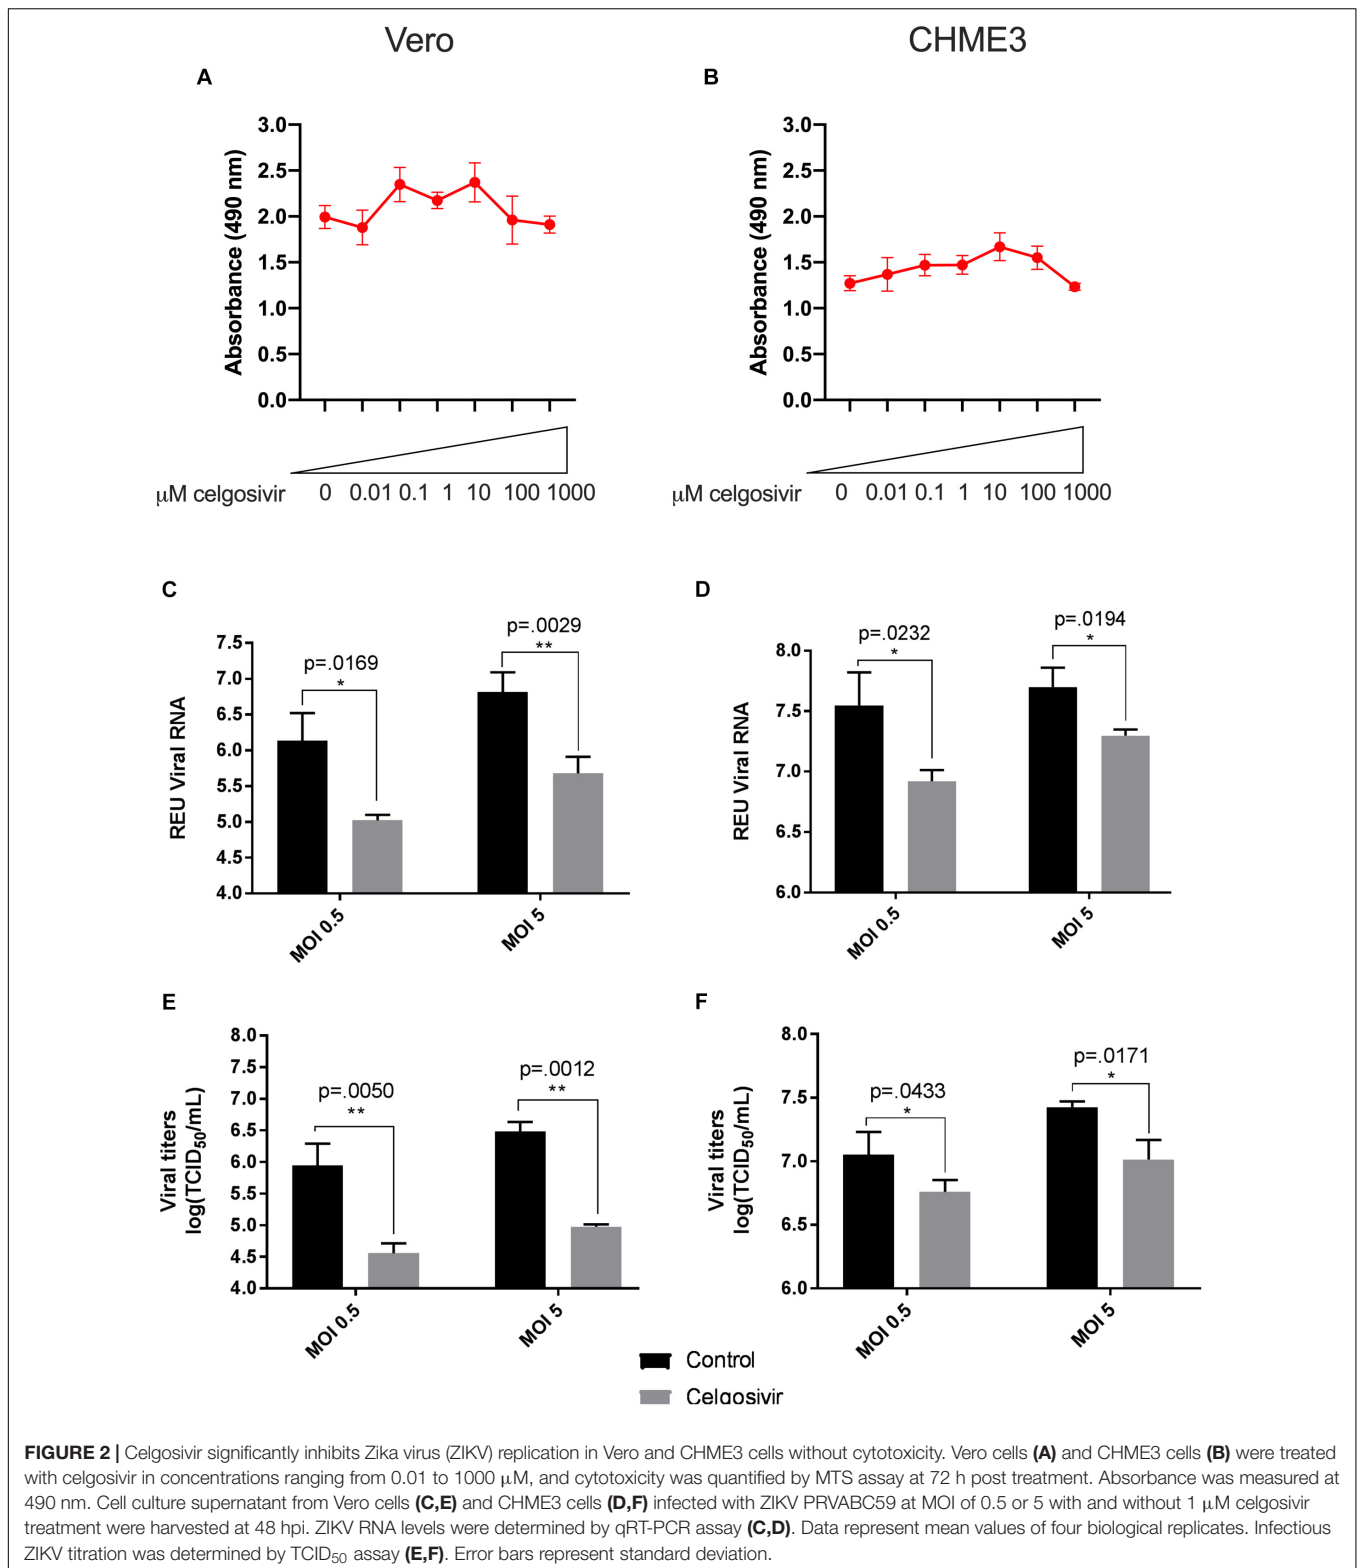 Vero
CHME3
A
B
3.0
2.5
2.0
1.5
1.0
0.5
0.0
Absorbance (490 nm)
μM celgosivir 0 0.01 0.1 1 10 100 1000
3.0
2.5
2.0
1.5
1.0
0.5
0.0
Absorbance (490 nm)
μM celgosivir 0 0.01 0.1 1 10 100 1000
C
7.5
7.0
6.5
6.0
5.5
5.0
4.5
4.0
REU Viral RNA
p=.0169
*
p=.0029
**
MOI 0.5
MOI 5
D
8.0
7.5
7.0
6.5
6.0
REU Viral RNA
p=.0232
*
p=.0194
*
MOI 0.5
MOI 5
E
8.0
7.5
7.0
6.5
6.0
5.5
5.0
4.5
4.0
Viral titers
log(TCID50/mL)
p=.0050
**
p=.0012
**
MOI 0.5
MOI 5
F
8.0
7.5
7.0
6.5
6.0
Viral titers
log(TCID50/mL)
p=.0433
*
p=.0171
*
MOI 0.5
MOI 5
Control
Celgosivir
FIGURE 2 | Celgosivir significantly inhibits Zika virus (ZIKV) replication in Vero and CHME3 cells without cytotoxicity. Vero cells (A) and CHME3 cells (B) were treated
with celgosivir in concentrations ranging from 0.01 to 1000 μM, and cytotoxicity was quantified by MTS assay at 72 h post treatment. Absorbance was measured at
490 nm. Cell culture supernatant from Vero cells (C,E) and CHME3 cells (D,F) infected with ZIKV PRVABC59 at MOI of 0.5 or 5 with and without 1 μM celgosivir
treatment were harvested at 48 hpi. ZIKV RNA levels were determined by qRT-PCR assay (C,D). Data represent mean values of four biological replicates. Infectious
ZIKV titration was determined by TCID50 assay (E,F). Error bars represent standard deviation.